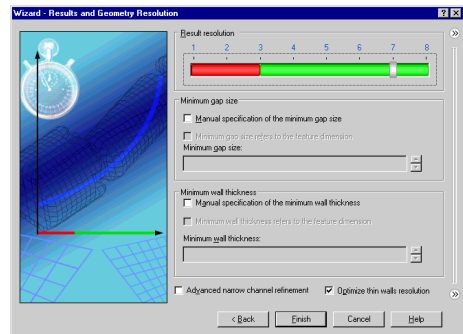 Wizard - Results and Geometry Resolution
Result resolution
1 2 3 4 5 6 7 8
Minimum gap size
Manual specification of the minimum gap size
Minimum gap size refers to the feature dimension
Minimum gap size:
Minimum wall thickness
Manual specification of the minimum wall thickness
Minimum wall thickness refers to the feature dimension
Minimum wall thickness:
Advanced narrow channel refinement
Optimize thin walls resolution
< Back
Finish
Cancel
Help